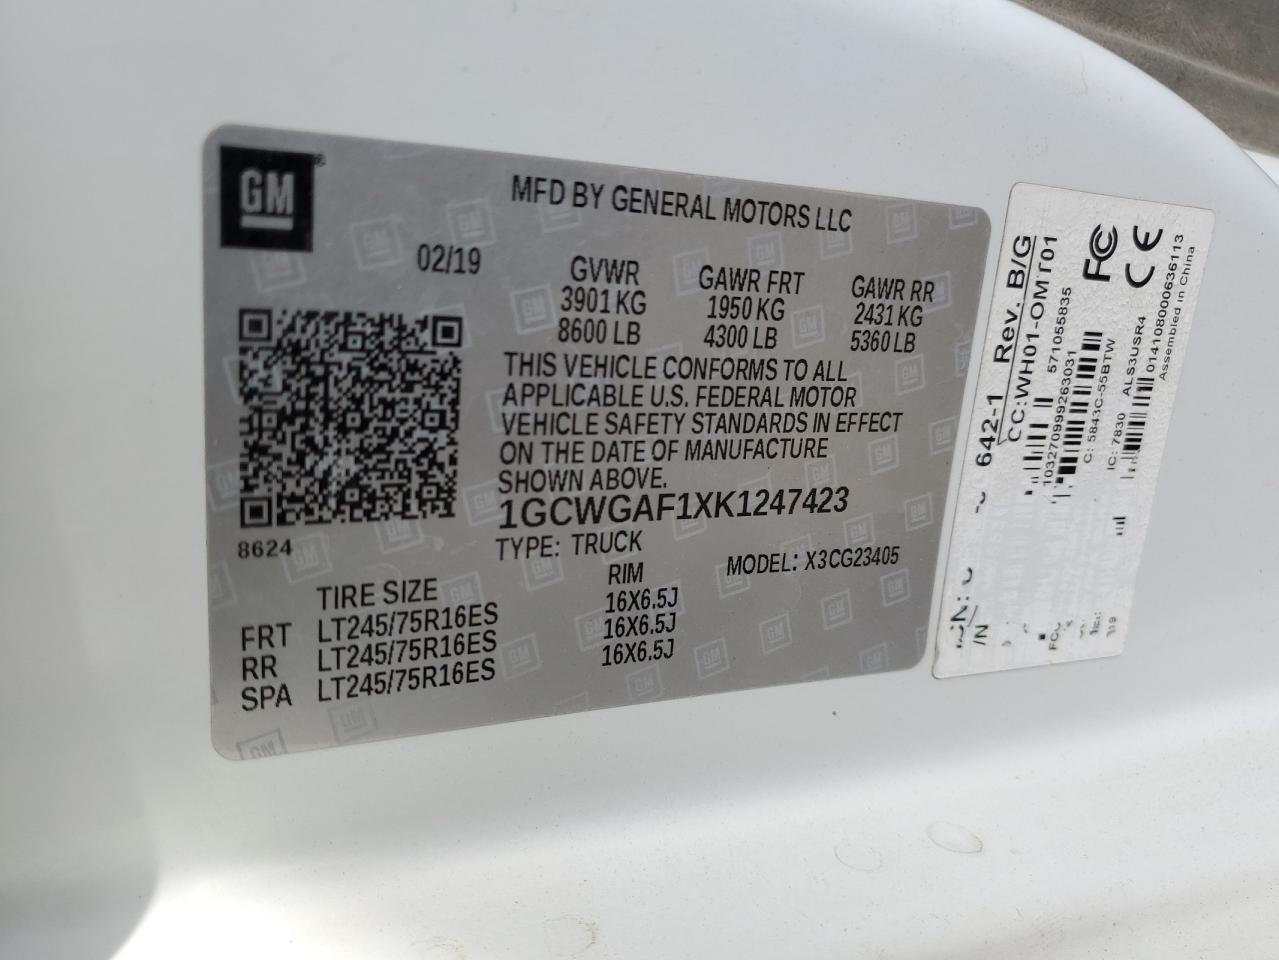 GM
MFD BY GENERAL MOTORS LLC
02/19
GVWR GAWR FRT GAWR RR
3901 KG 1950 KG 2431 KG
8600 LB 4300 LB 5360 LB
THIS VEHICLE CONFORMS TO ALL
APPLICABLE U.S. FEDERAL MOTOR
VEHICLE SAFETY STANDARDS IN EFFECT
ON THE DATE OF MANUFACTURE
SHOWN ABOVE.
1GCWGAF1XK1247423
8624
TYPE: TRUCK MODEL: X3CG23405
TIRE SIZE RIM
FRT LT245/75R16ES 16X6.5J
RR LT245/75R16ES 16X6.5J
SPA LT245/75R16ES 16X6.5J
642-1 Rev. B/G
CC:WH01-OM T01
571055835
103270999263031
C: 5843C-55BTW
IC: 7830 ALS3USR4
01410800636113
Assembled in China
FC CE